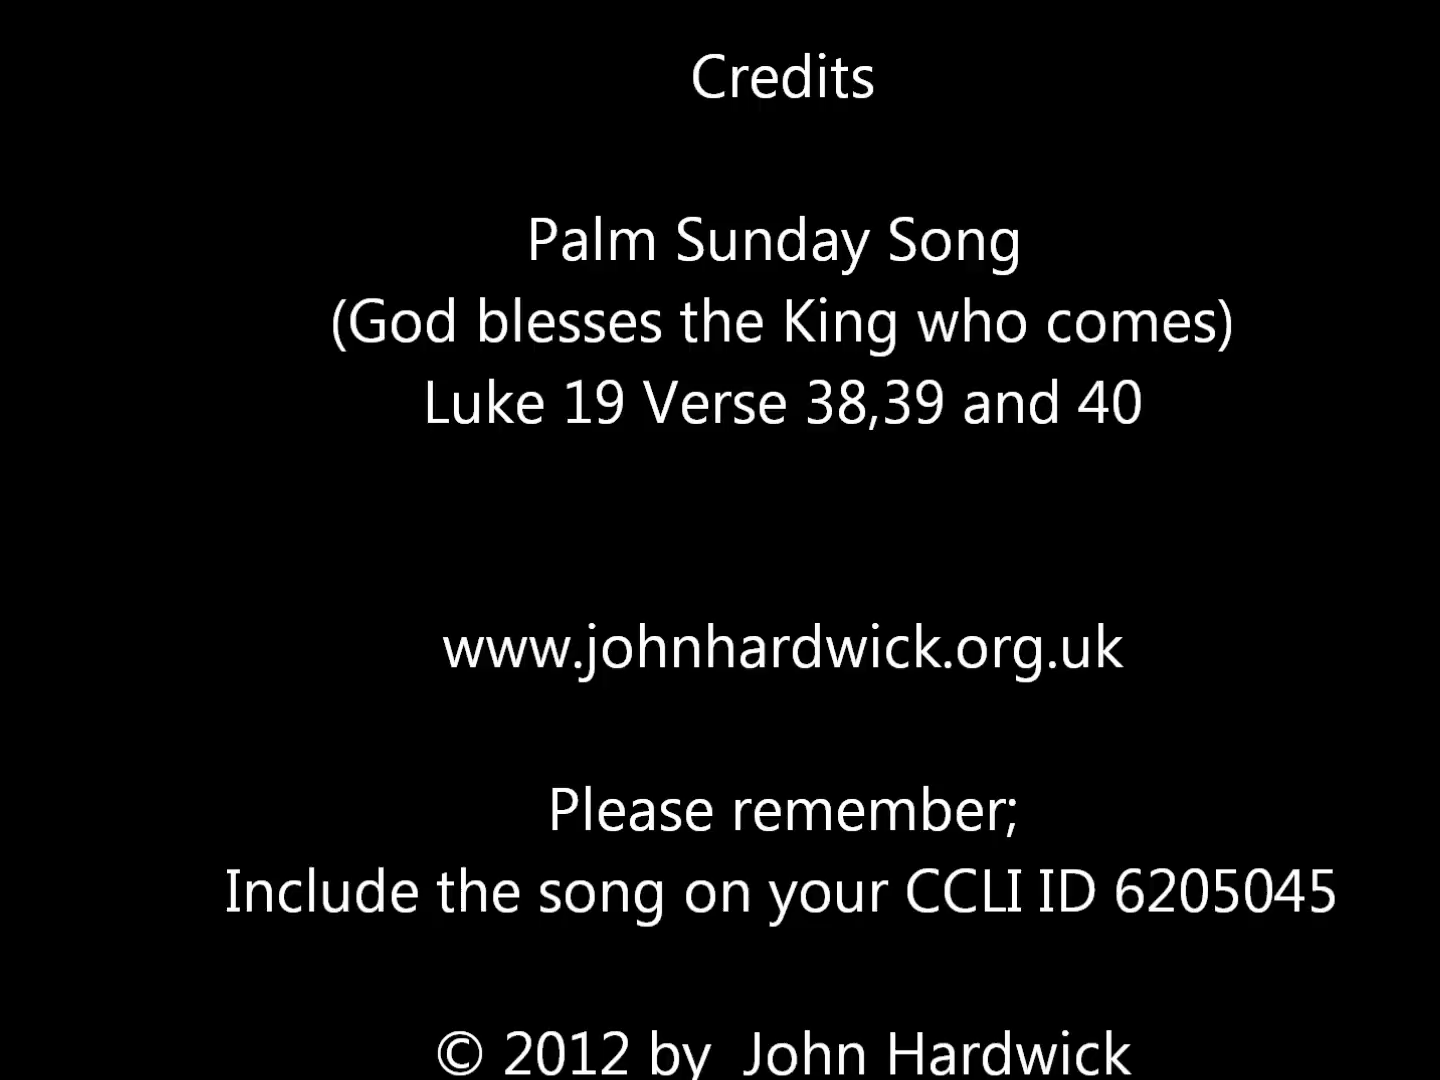 Credits
Palm Sunday Song
(God blesses the King who comes)
Luke 19 Verse 38,39 and 40
www.johnhardwick.org.uk
Please remember;
Include the song on your CCLI ID 6205045
© 2012 by  John Hardwick